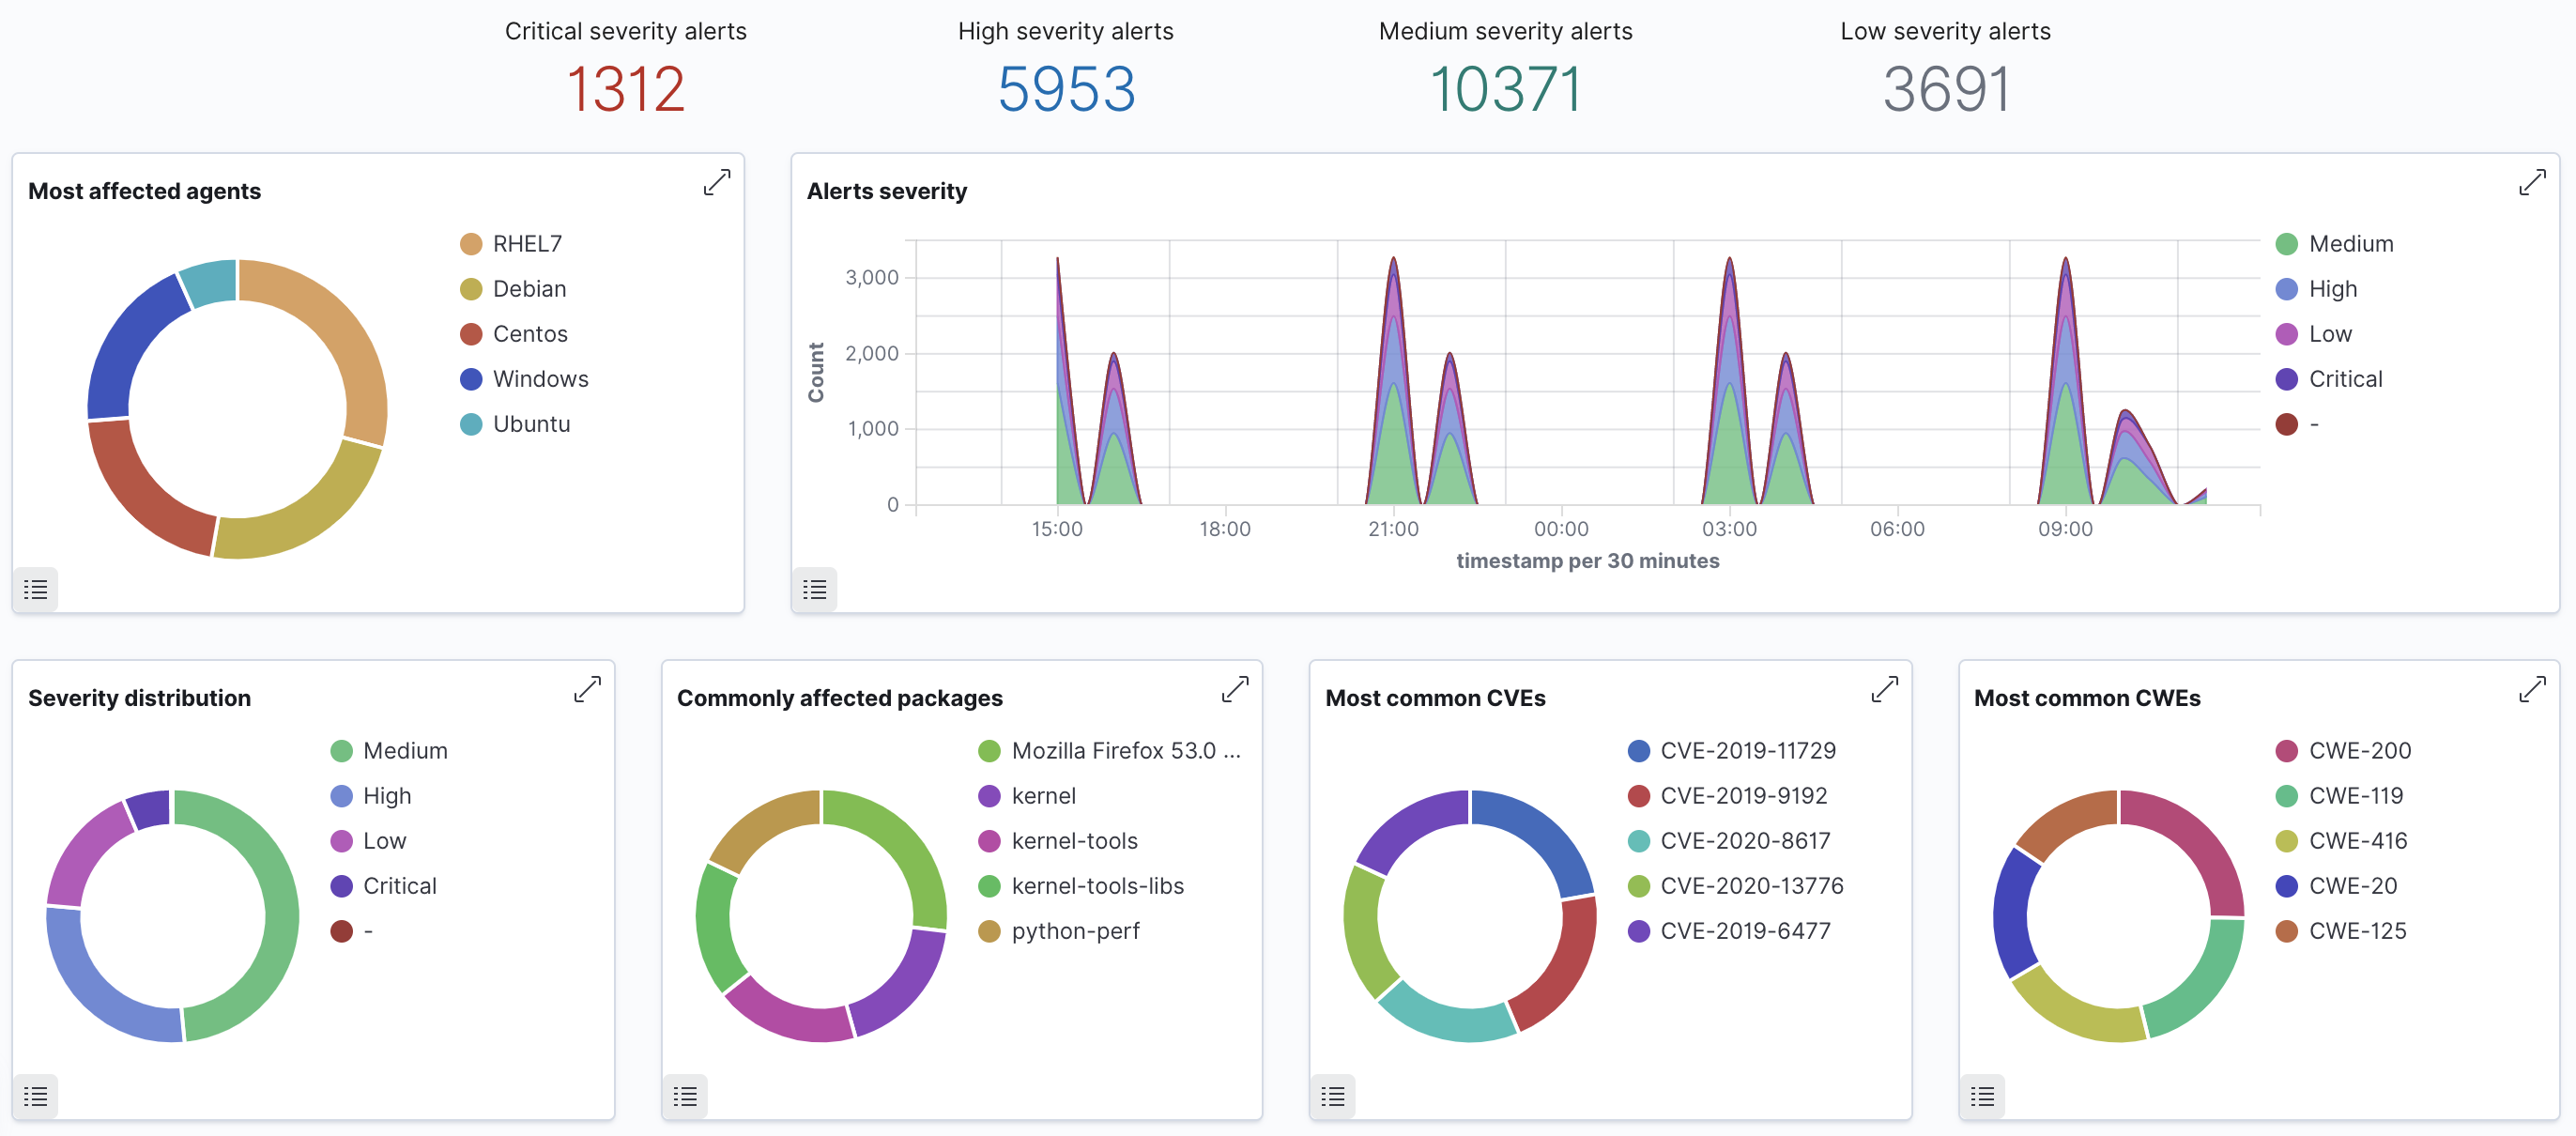 Critical severity alerts
1312
High severity alerts
5953
Medium severity alerts
10371
Low severity alerts
3691
Most affected agents
RHEL7
Debian
Centos
Windows
Ubuntu
Alerts severity
Count
3,000
2,000
1,000
0
15:00
18:00
21:00
00:00
03:00
06:00
09:00
timestamp per 30 minutes
Medium
High
Low
Critical
-
Severity distribution
Medium
High
Low
Critical
-
Commonly affected packages
Mozilla Firefox 53.0 ...
kernel
kernel-tools
kernel-tools-libs
python-perf
Most common CVEs
CVE-2019-11729
CVE-2019-9192
CVE-2020-8617
CVE-2020-13776
CVE-2019-6477
Most common CWEs
CWE-200
CWE-119
CWE-416
CWE-20
CWE-125